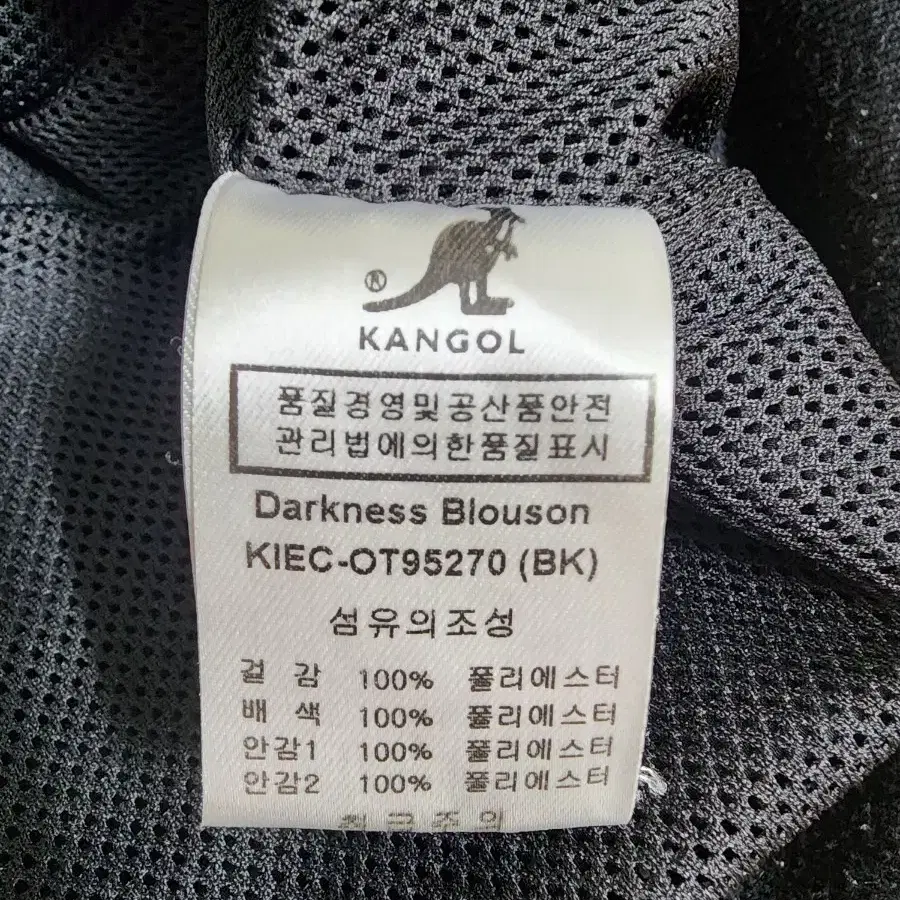 ®
KANGOL
품질경영및공산품안전
관리법에의한품질표시
Darkness Blouson
KIEC-OT95270 (BK)
섬유의조성
겉 감 100% 폴리에스터
배 색 100% 폴리에스터
안감1 100% 폴리에스터
안감2 100% 폴리에스터